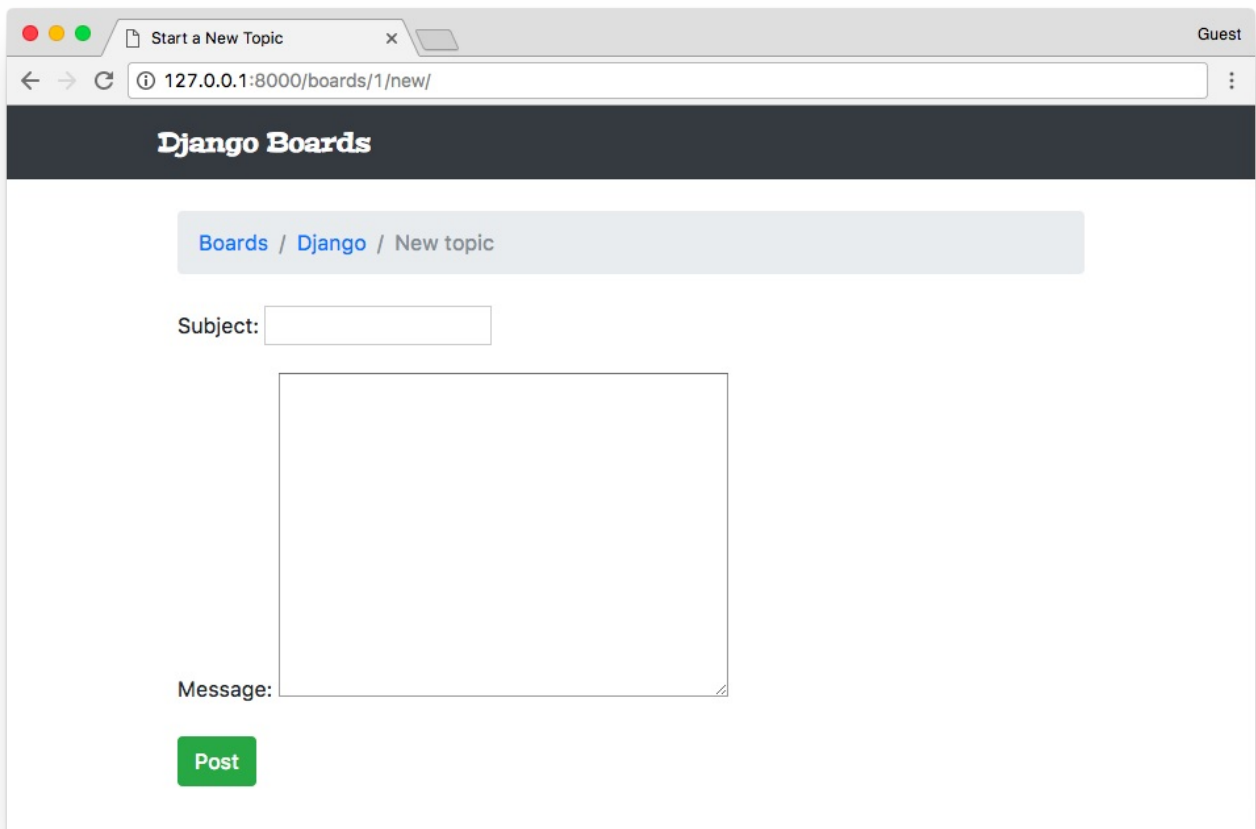 Start a New Topic
Guest
127.0.0.1:8000/boards/1/new/
Django Boards
Boards / Django / New topic
Subject:
Message:
Post